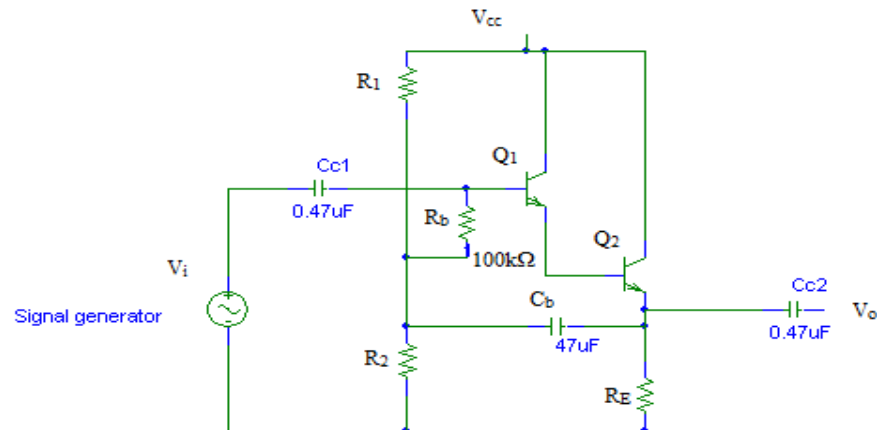 Vcc
R1
Q1
Cc1
0.47uF
Rb
100kΩ
Q2
Vi
Cb
Cc2
Signal generator
Vo
47uF
0.47uF
R2
RE